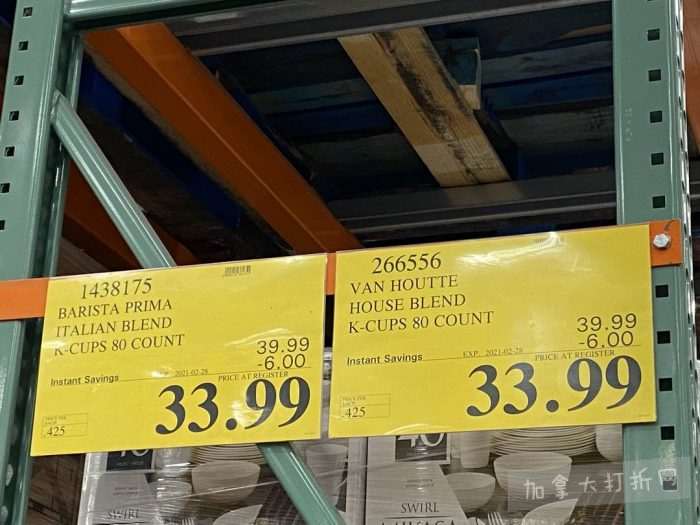 1438175
BARISTA PRIMA
ITALIAN BLEND
K-CUPS 80 COUNT
39.99
-6.00
Instant Savings
2021-02-28
PRICE AT REGISTER
33.99
.425
266556
VAN HOUTTE
HOUSE BLEND
K-CUPS 80 COUNT
39.99
-6.00
Instant Savings
EXP. 2021-02-28
PRICE AT REGISTER
33.99
.425
40
SWIRL
SWIRL
加拿大打折网